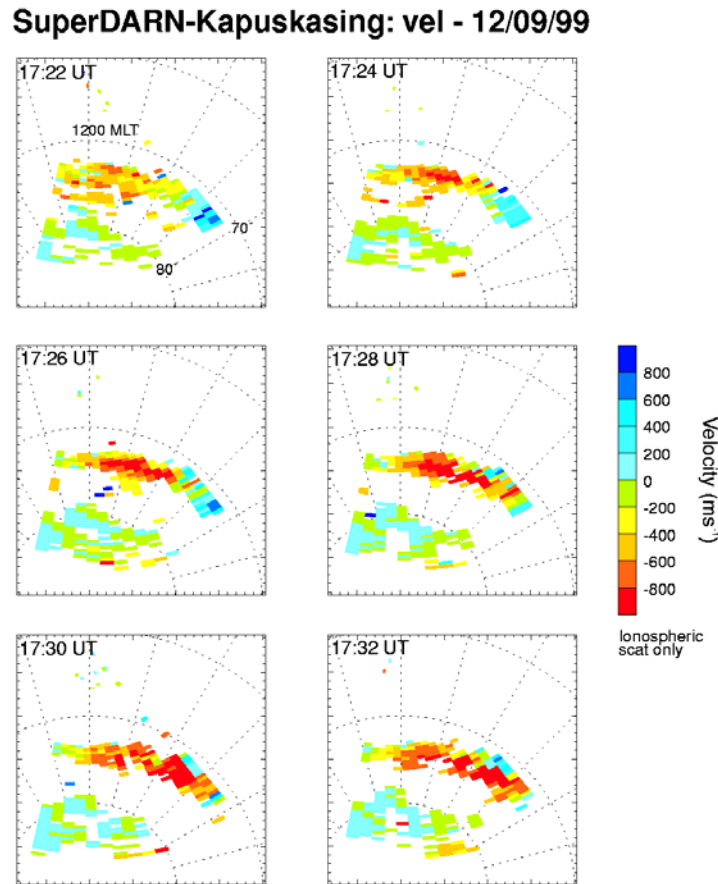 SuperDARN-Kapuskasing: vel - 12/09/99
17:22 UT
1200 MLT
70°
80°
17:24 UT
17:26 UT
17:28 UT
800
600
400
200
0
-200
-400
-600
-800
Velocity (ms⁻¹)
Ionospheric
scat only
17:30 UT
17:32 UT